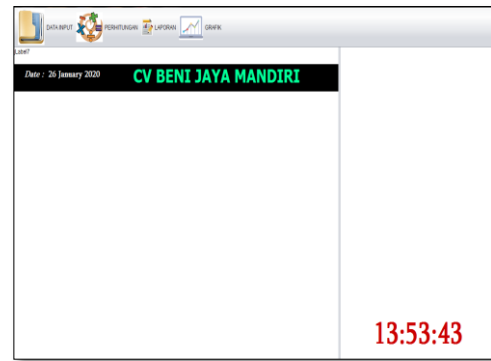 DATA INPUT PERHITUNGAN LAPORAN GRAFIK
Label7
Date : 26 January 2020 CV BENI JAYA MANDIRI
13:53:43